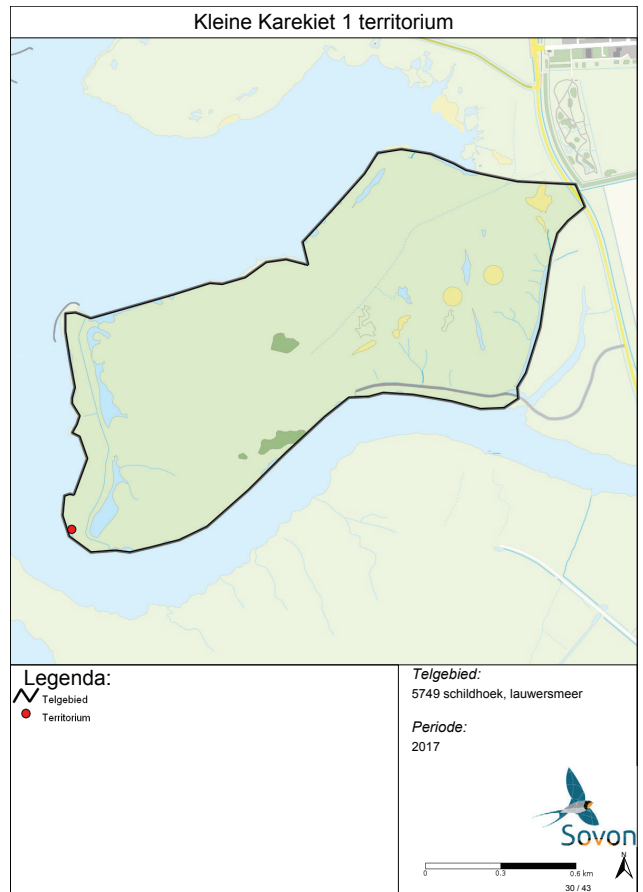 Kleine Karekiet 1 territorium
Legenda:
Telgebied
Territorium
Telgebied:
5749 schildhoek, lauwersmeer
Periode:
2017
Sovon
N
0 0.3 0.6 km
30 / 43